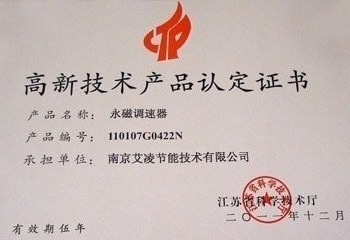 高新技术产品认定证书
产品名称：永磁调速器
产品编号：110107G0422N
承担单位：南京艾凌节能技术有限公司
江苏省科学技术厅
二〇一一年十二月
有效期伍年